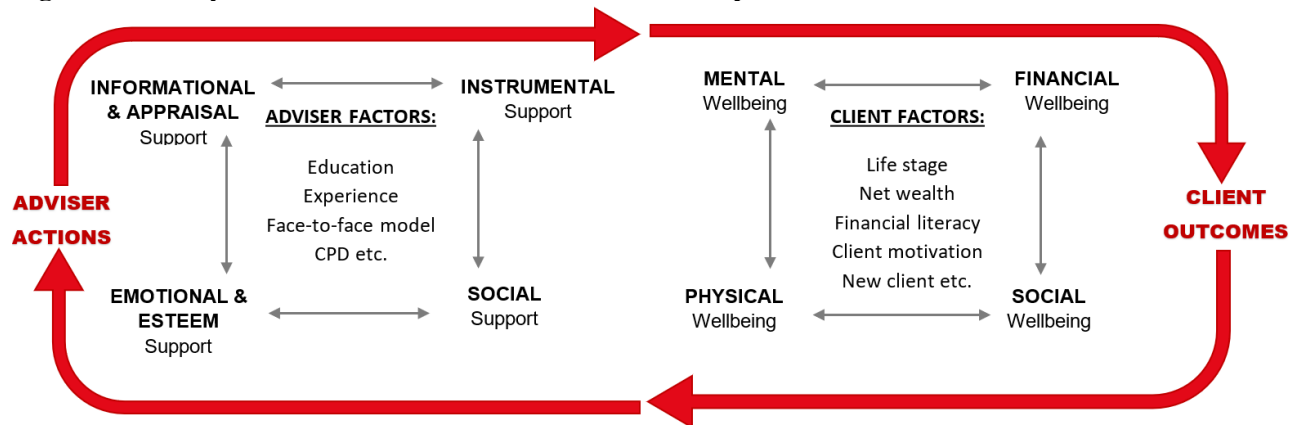 INFORMATIONAL
& APPRAISAL
Support
INSTRUMENTAL
Support
ADVISER FACTORS:
Education
Experience
Face-to-face model
CPD etc.
EMOTIONAL &
ESTEEM
Support
SOCIAL
Support
ADVISER
ACTIONS
MENTAL
Wellbeing
FINANCIAL
Wellbeing
CLIENT FACTORS:
Life stage
Net wealth
Financial literacy
Client motivation
New client etc.
PHYSICAL
Wellbeing
SOCIAL
Wellbeing
CLIENT
OUTCOMES